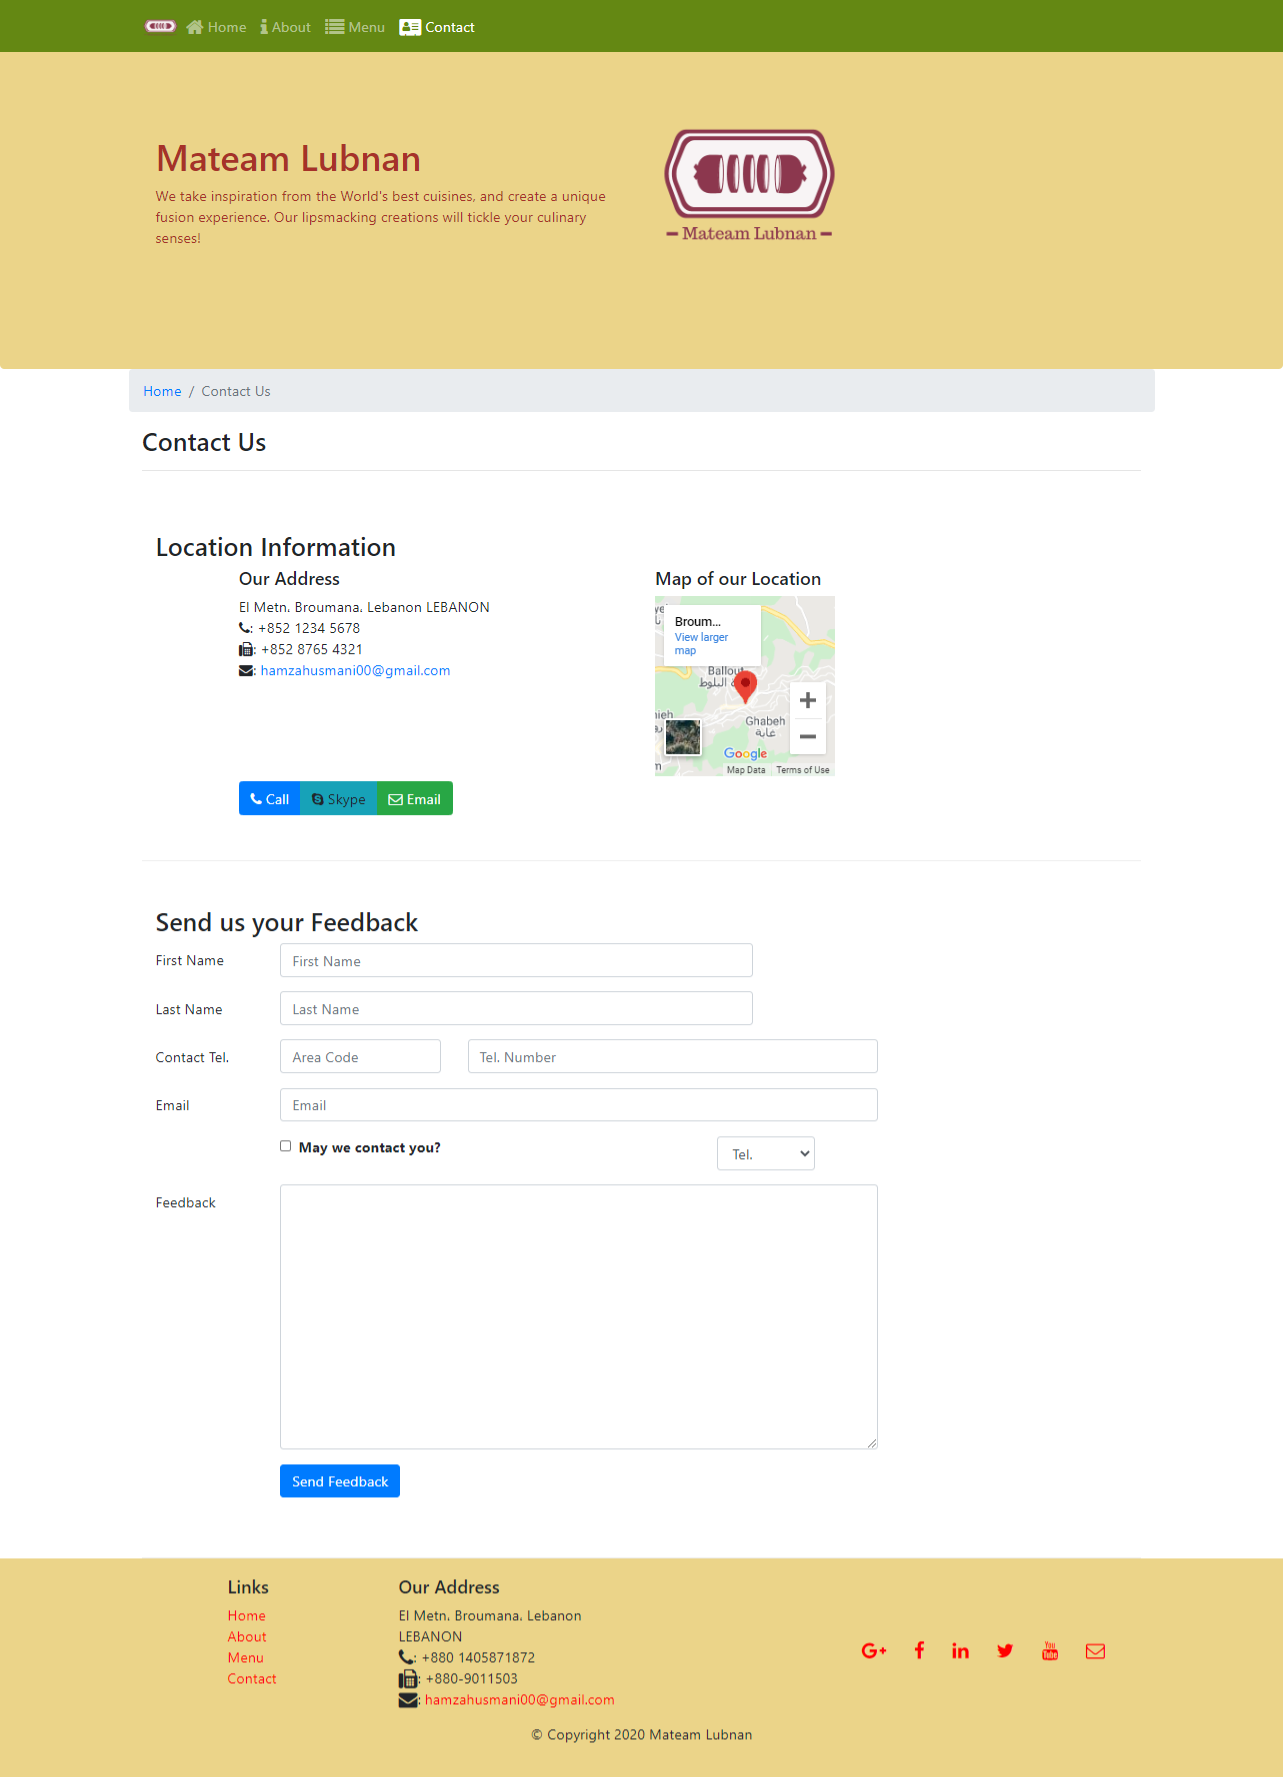 Home About Menu Contact
Mateam Lubnan
We take inspiration from the World's best cuisines, and create a unique
fusion experience. Our lipsmacking creations will tickle your culinary
senses!
Mateam Lubnan
Home / Contact Us
Contact Us
Location Information
Our Address
El Metn. Broumana. Lebanon LEBANON
: +852 1234 5678
: +852 8765 4321
: hamzahusmani00@gmail.com
Map of our Location
Broum...
View larger
map
Ballout
Ghabeh
غابة
Google
Map Data Terms of Use
Call Skype Email
Send us your Feedback
First Name First Name
Last Name Last Name
Contact Tel. Area Code Tel. Number
Email Email
May we contact you? Tel.
Feedback
Send Feedback
Links
Home
About
Menu
Contact
Our Address
El Metn. Broumana. Lebanon
LEBANON
: +880 1405871872
: +880-9011503
: hamzahusmani00@gmail.com
© Copyright 2020 Mateam Lubnan